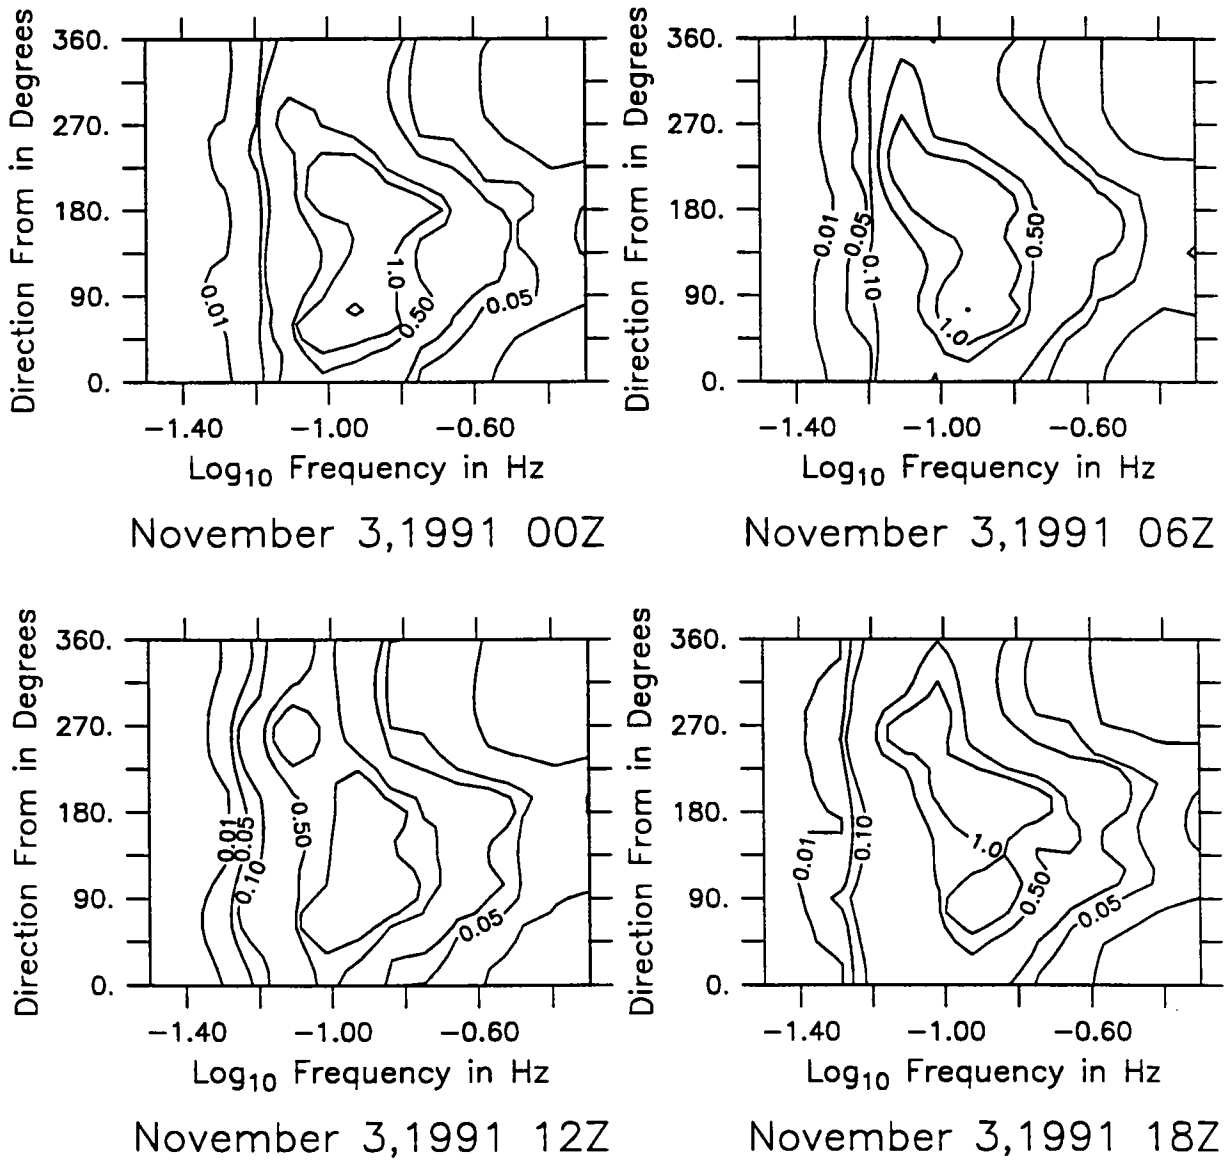 Direction From in Degrees
360.
270.
180.
90.
0.
0.01
1.0
0.50
0.05
−1.40 −1.00 −0.60
Log10 Frequency in Hz
November 3,1991 00Z
Direction From in Degrees
360.
270.
180.
90.
0.
0.01
0.05
0.10
0.50
1.0
−1.40 −1.00 −0.60
Log10 Frequency in Hz
November 3,1991 06Z
Direction From in Degrees
360.
270.
180.
90.
0.
0.01
0.05
0.10
0.50
0.05
−1.40 −1.00 −0.60
Log10 Frequency in Hz
November 3,1991 12Z
Direction From in Degrees
360.
270.
180.
90.
0.
0.01
0.10
1.0
0.50
0.05
−1.40 −1.00 −0.60
Log10 Frequency in Hz
November 3,1991 18Z